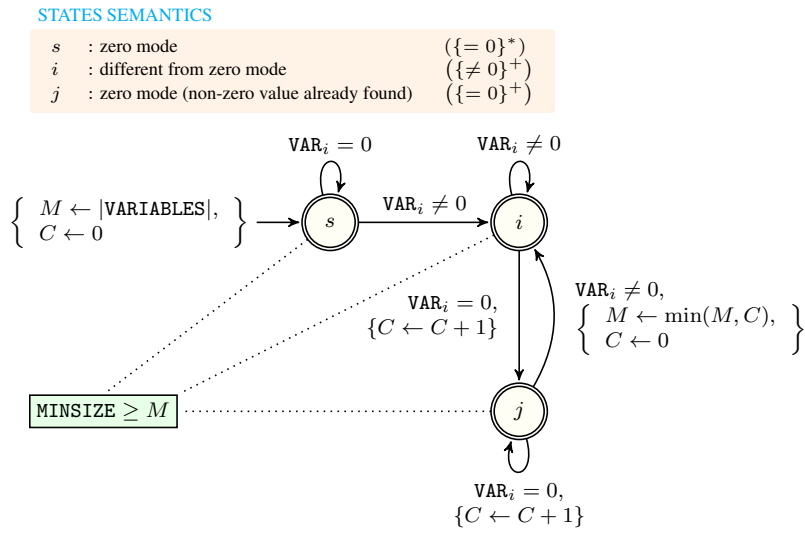 STATES SEMANTICS
s : zero mode ({= 0}*)
i : different from zero mode ({≠ 0}⁺)
j : zero mode (non-zero value already found) ({= 0}⁺)
VARᵢ = 0
VARᵢ ≠ 0
{ M ← |VARIABLES|,
C ← 0 }
s
VARᵢ ≠ 0
i
VARᵢ = 0,
{C ← C + 1}
VARᵢ ≠ 0,
{ M ← min(M, C),
C ← 0 }
MINSIZE ≥ M
j
VARᵢ = 0,
{C ← C + 1}